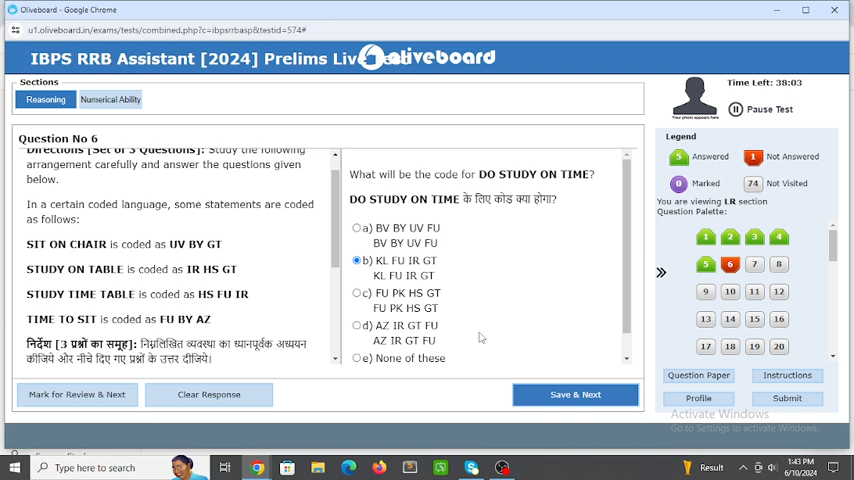 Oliveboard - Google Chrome
u1.oliveboard.in/exams/tests/combined.php?c=ibpsrrbasp&testid=574#
IBPS RRB Assistant [2024] Prelims Live
oliveboard
Sections
Reasoning
Numerical Ability
Time Left: 38:03
Your photo appears here
Pause Test
Question No 6
Directions [Set of 3 Questions]: Study the following
arrangement carefully and answer the questions given
below.
In a certain coded language, some statements are coded
as follows:
SIT ON CHAIR is coded as UV BY GT
STUDY ON TABLE is coded as IR HS GT
STUDY TIME TABLE is coded as HS FU IR
TIME TO SIT is coded as FU BY AZ
निर्देश [3 प्रश्नों का समूह]: निम्नलिखित व्यवस्था का ध्यानपूर्वक अध्ययन
कीजिये और नीचे दिए गए प्रश्नों के उत्तर दीजिये।
What will be the code for DO STUDY ON TIME?
DO STUDY ON TIME के लिए कोड क्या होगा?
a) BV BY UV FU
BV BY UV FU
b) KL FU IR GT
KL FU IR GT
c) FU PK HS GT
FU PK HS GT
d) AZ IR GT FU
AZ IR GT FU
e) None of these
Mark for Review & Next
Clear Response
Save & Next
Legend
5 Answered
1 Not Answered
0 Marked
74 Not Visited
You are viewing LR section
Question Palette:
1 2 3 4
5 6 7 8
9 10 11 12
13 14 15 16
17 18 19 20
Question Paper
Instructions
Profile
Submit
Activate Windows
Go to Settings to activate Windows.
Type here to search
Result
1:43 PM
6/10/2024